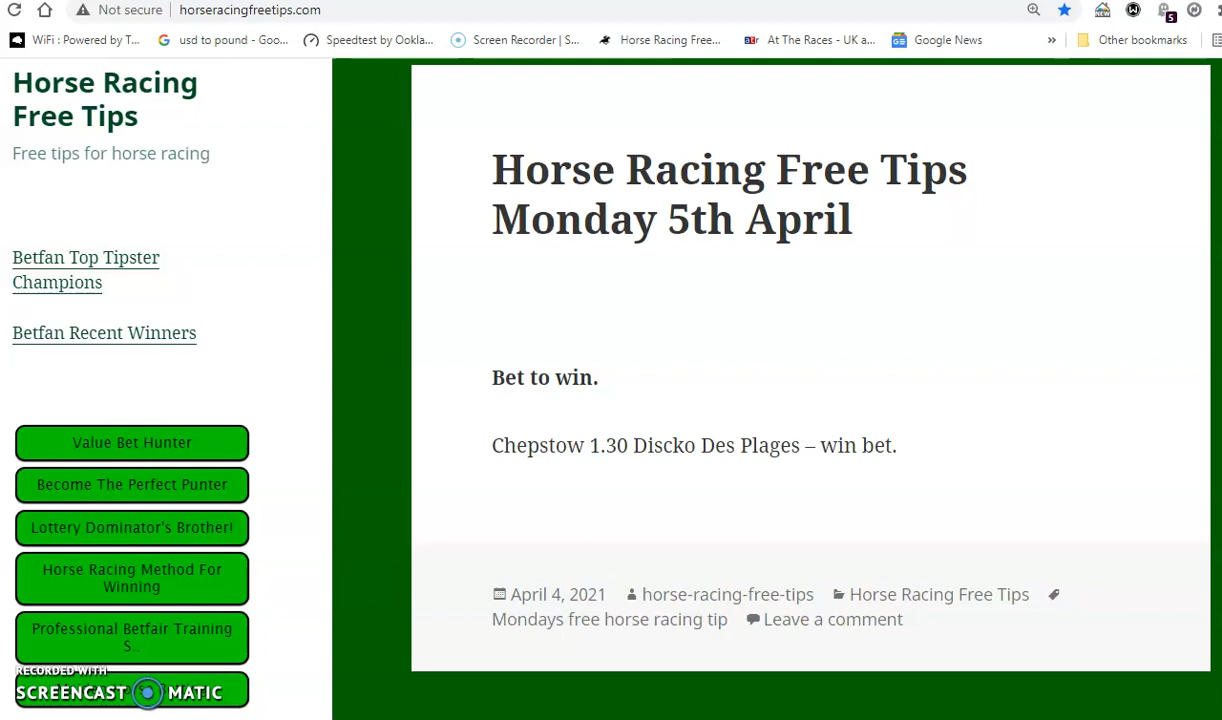 Not secure | horseracingfreetips.com
5
WiFi : Powered by T...
usd to pound - Goo...
Speedtest by Ookla...
Screen Recorder | S...
Horse Racing Free...
At The Races - UK a...
Google News
»
Other bookmarks
Horse Racing
Free Tips
Free tips for horse racing
Betfan Top Tipster
Champions
Betfan Recent Winners
Value Bet Hunter
Become The Perfect Punter
Lottery Dominator's Brother!
Horse Racing Method For
Winning
Professional Betfair Training
S..
RECORDED WITH
SCREENCAST MATIC
Horse Racing Free Tips
Monday 5th April
Bet to win.
Chepstow 1.30 Discko Des Plages – win bet.
April 4, 2021 horse-racing-free-tips Horse Racing Free Tips
Mondays free horse racing tip Leave a comment